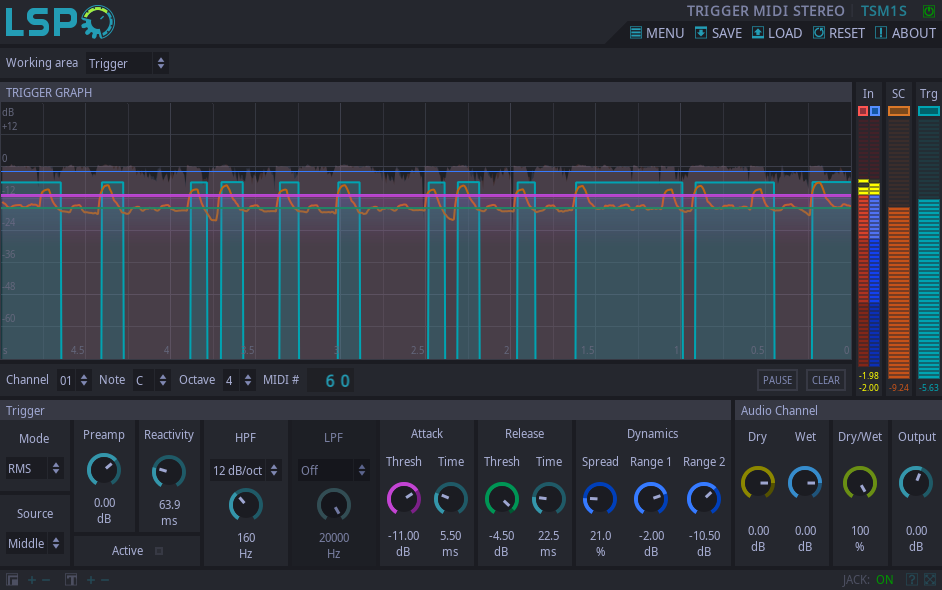 LSP
TRIGGER MIDI STEREO TSM1S
MENU SAVE LOAD RESET ABOUT
Working area Trigger
TRIGGER GRAPH
In SC Trg
dB
+12
0
-12
-24
-36
-48
-60
s 4.5 4 3.5 3 2.5 2 1.5 1 0.5 0
-1.98
-2.00 -9.24 -5.63
Channel 01 Note C Octave 4 MIDI # 60
PAUSE CLEAR
Trigger
Audio Channel
Mode
RMS
Source
Middle
Preamp
0.00
dB
Reactivity
63.9
ms
Active
HPF
12 dB/oct
160
Hz
LPF
Off
20000
Hz
Attack
Thresh Time
-11.00 5.50
dB ms
Release
Thresh Time
-4.50 22.5
dB ms
Dynamics
Spread Range 1 Range 2
21.0 -2.00 -10.50
% dB dB
Dry Wet
0.00 0.00
dB dB
Dry/Wet
100
%
Output
0.00
dB
T
JACK: ON
?